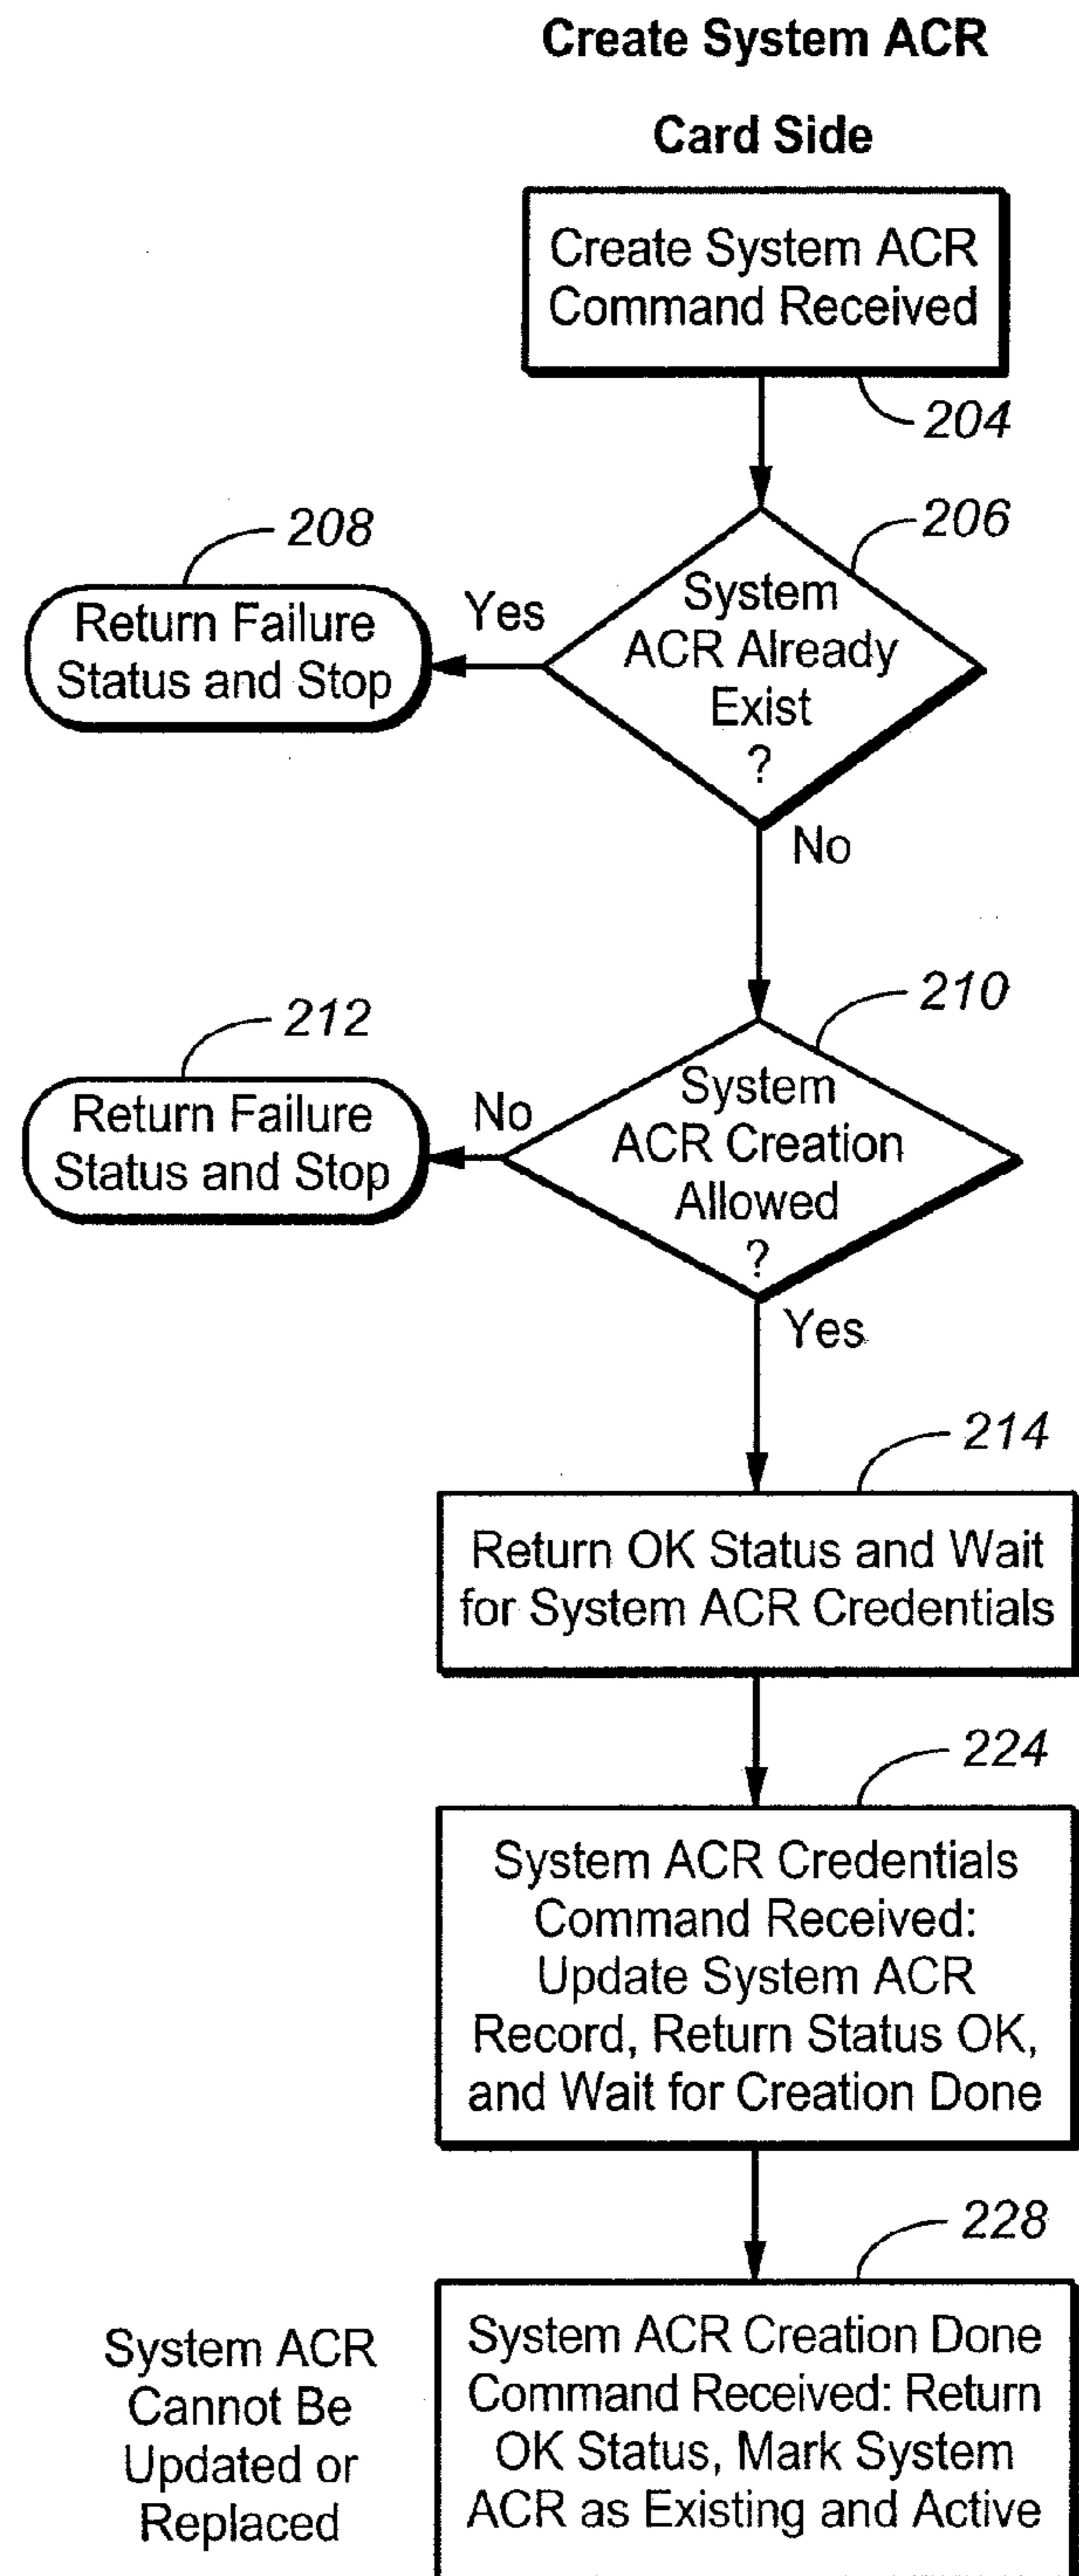 Create System ACR
Card Side
Create System ACR
Command Received
204
206
System
ACR Already
Exist
?
Yes
208
Return Failure
Status and Stop
No
210
System
ACR Creation
Allowed
?
No
212
Return Failure
Status and Stop
Yes
214
Return OK Status and Wait
for System ACR Credentials
224
System ACR Credentials
Command Received:
Update System ACR
Record, Return Status OK,
and Wait for Creation Done
228
System ACR Creation Done
Command Received: Return
OK Status, Mark System
ACR as Existing and Active
System ACR
Cannot Be
Updated or
Replaced